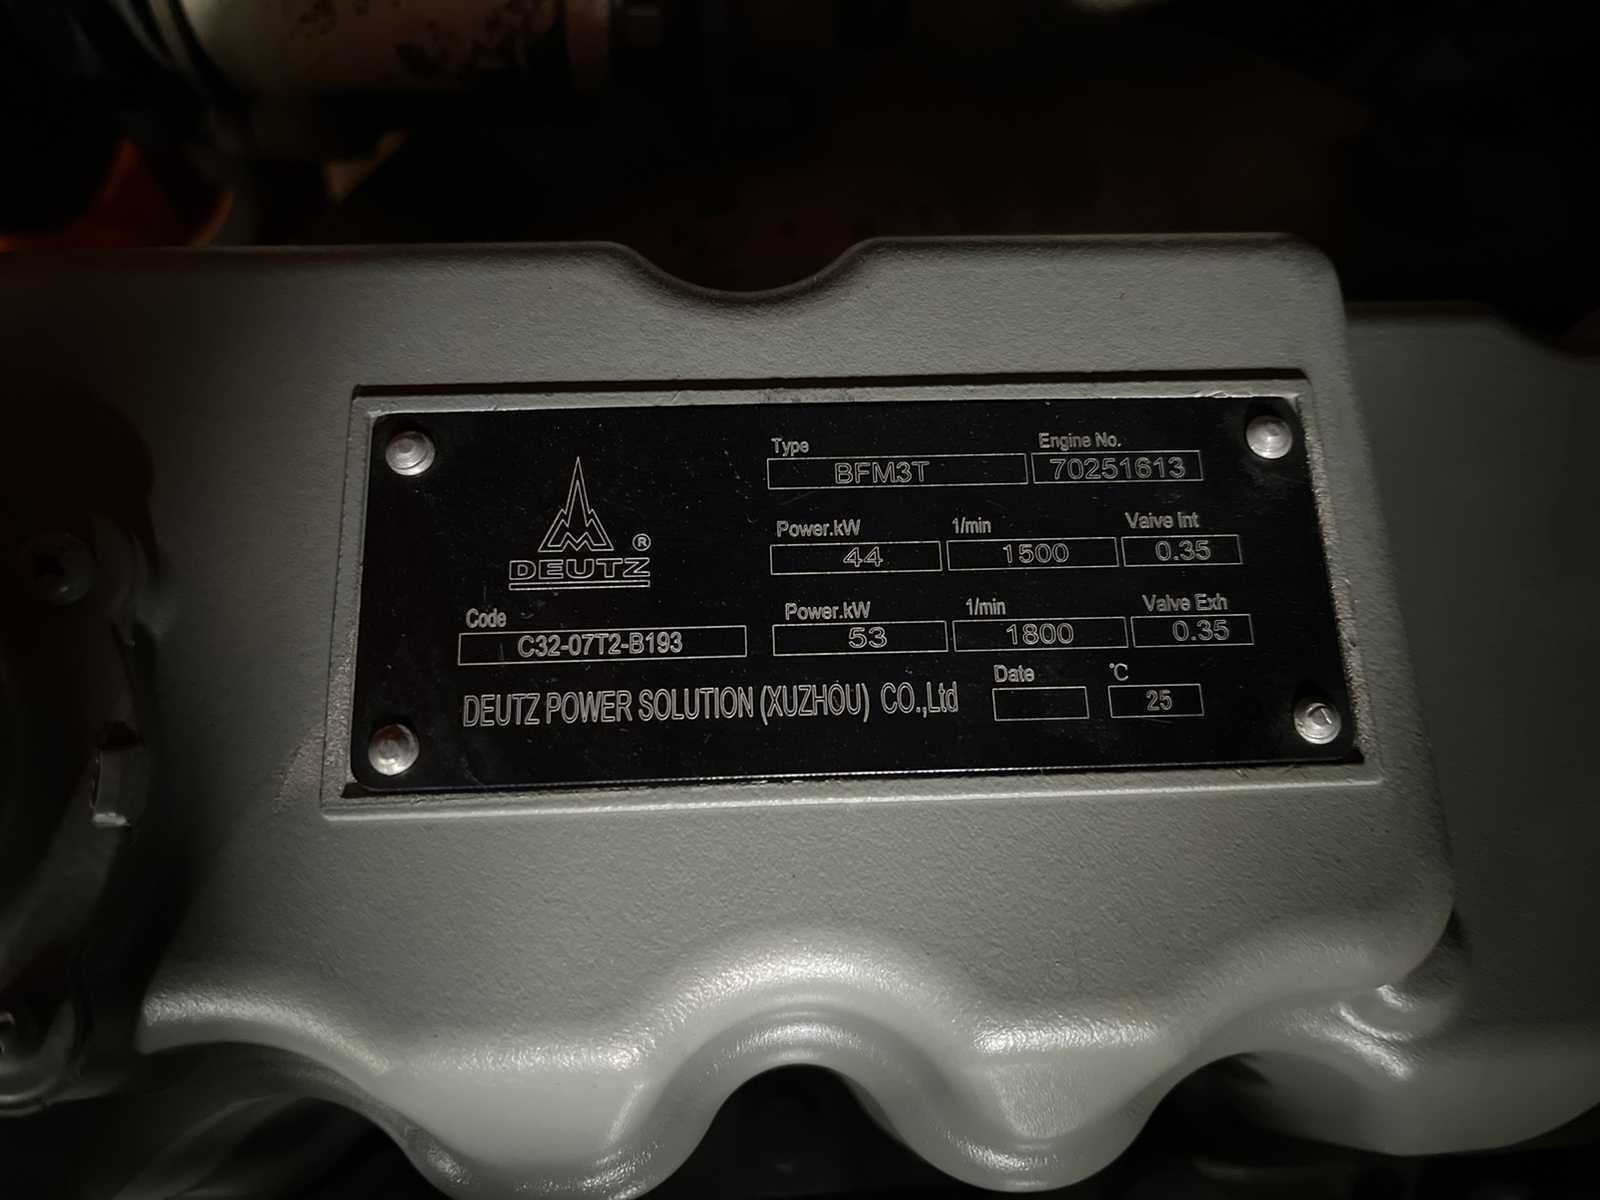 Type Engine No.
BFM3T 70251613
Power.kW 1/min Valve Int
44 1500 0.35
DEUTZ ®
Power.kW 1/min Valve Exh
53 1800 0.35
Code
C32-07T2-B193
Date °C
25
DEUTZ POWER SOLUTION (XUZHOU) CO.,Ltd